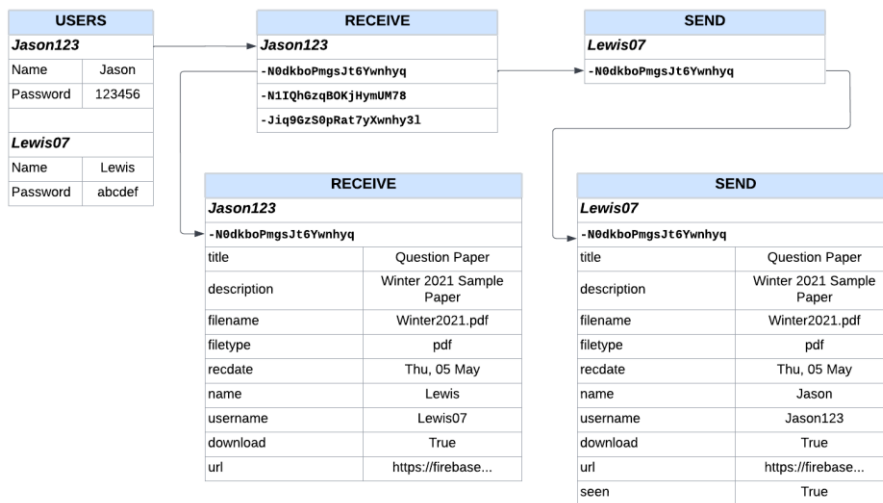 USERS
Jason123
Name Jason
Password 123456
Lewis07
Name Lewis
Password abcdef
RECEIVE
Jason123
-N0dkboPmgsJt6Ywnhyq
-N1IQhGzqBOKjHymUM78
-Jiq9GzS0pRat7yXwnhy3l
SEND
Lewis07
-N0dkboPmgsJt6Ywnhyq
RECEIVE
Jason123
-N0dkboPmgsJt6Ywnhyq
title Question Paper
description Winter 2021 Sample
Paper
filename Winter2021.pdf
filetype pdf
recdate Thu, 05 May
name Lewis
username Lewis07
download True
url https://firebase...
SEND
Lewis07
-N0dkboPmgsJt6Ywnhyq
title Question Paper
description Winter 2021 Sample
Paper
filename Winter2021.pdf
filetype pdf
recdate Thu, 05 May
name Jason
username Jason123
download True
url https://firebase...
seen True